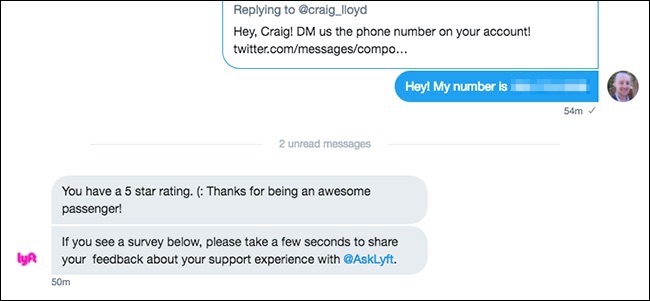 Replying to @craig_lloyd
Hey, Craig! DM us the phone number on your account!
twitter.com/messages/compo…
Hey! My number is
54m ✓
2 unread messages
You have a 5 star rating. (: Thanks for being an awesome
passenger!
If you see a survey below, please take a few seconds to share
your  feedback about your support experience with @AskLyft.
lyft
50m